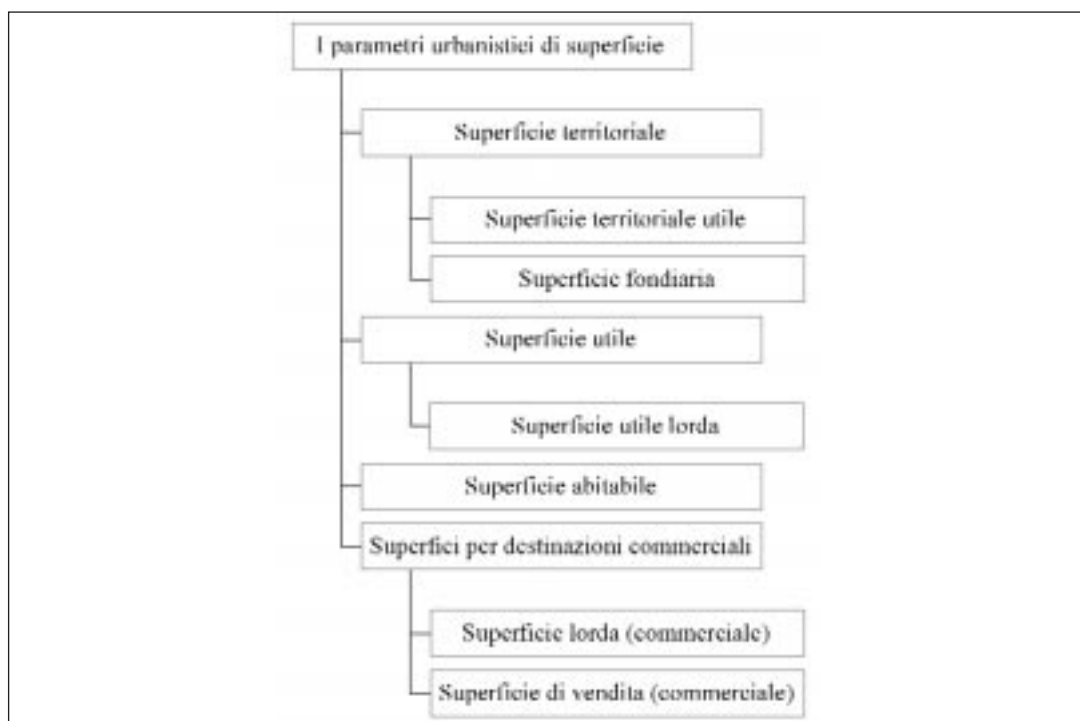 I parametri urbanistici di superficie
Superficie territoriale
Superficie territoriale utile
Superficie fondiaria
Superficie utile
Superficie utile lorda
Superficie abitabile
Superfici per destinazioni commerciali
Superficie lorda (commerciale)
Superficie di vendita (commerciale)